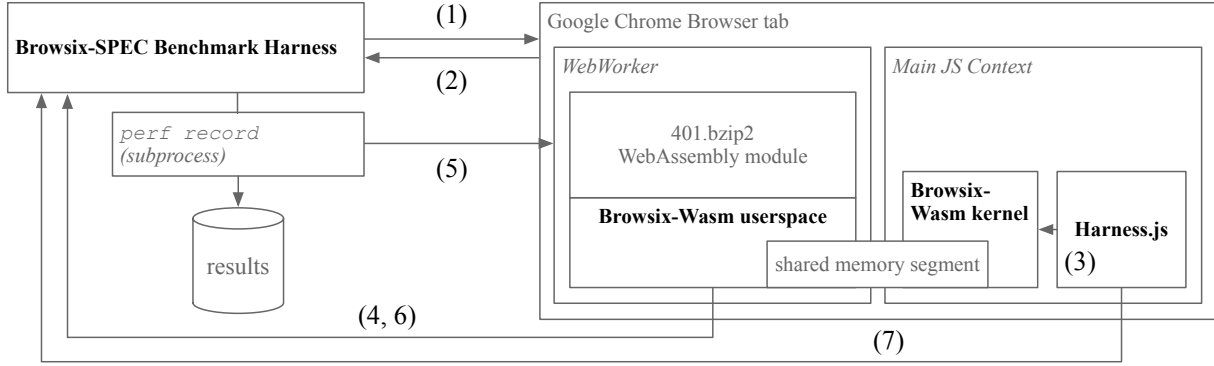 (1)
Google Chrome Browser tab
Browsix-SPEC Benchmark Harness
(2)
WebWorker
Main JS Context
perf record
(subprocess)
(5)
401.bzip2
WebAssembly module
Browsix-Wasm userspace
Browsix-
Wasm kernel
Harness.js
(3)
shared memory segment
results
(4, 6)
(7)